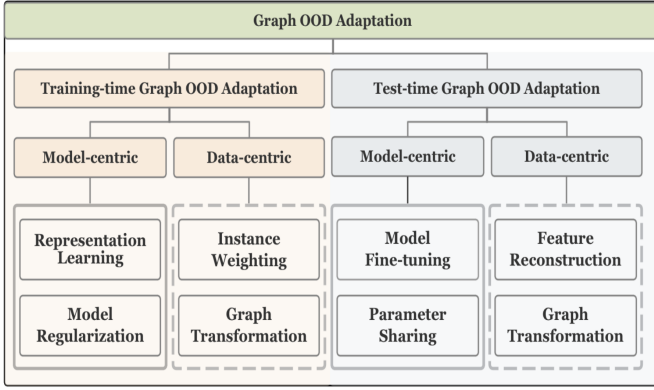 Graph OOD Adaptation
Training-time Graph OOD Adaptation
Test-time Graph OOD Adaptation
Model-centric
Data-centric
Model-centric
Data-centric
Representation
Learning
Instance
Weighting
Model
Fine-tuning
Feature
Reconstruction
Model
Regularization
Graph
Transformation
Parameter
Sharing
Graph
Transformation